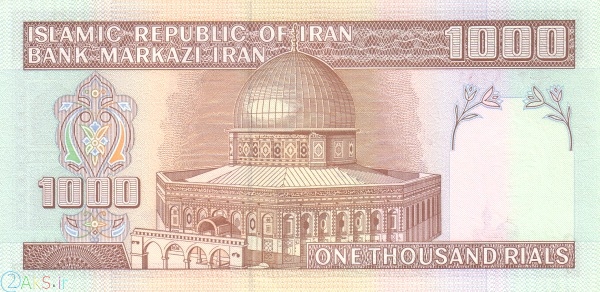 ISLAMIC REPUBLIC OF IRAN
BANK MARKAZI IRAN
1000
1000
ONE THOUSAND RIALS
2AKS.ir